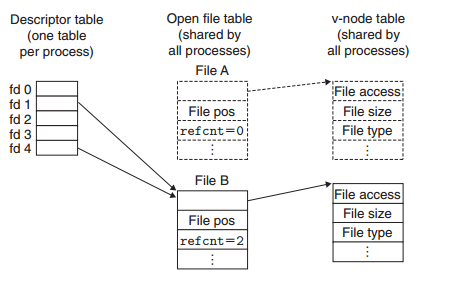 Descriptor table
(one table
per process)
Open file table
(shared by
all processes)
v-node table
(shared by
all processes)
fd 0
fd 1
fd 2
fd 3
fd 4
File A
File pos
refcnt=0
⋮
File access
File size
File type
⋮
File B
File pos
refcnt=2
⋮
File access
File size
File type
⋮